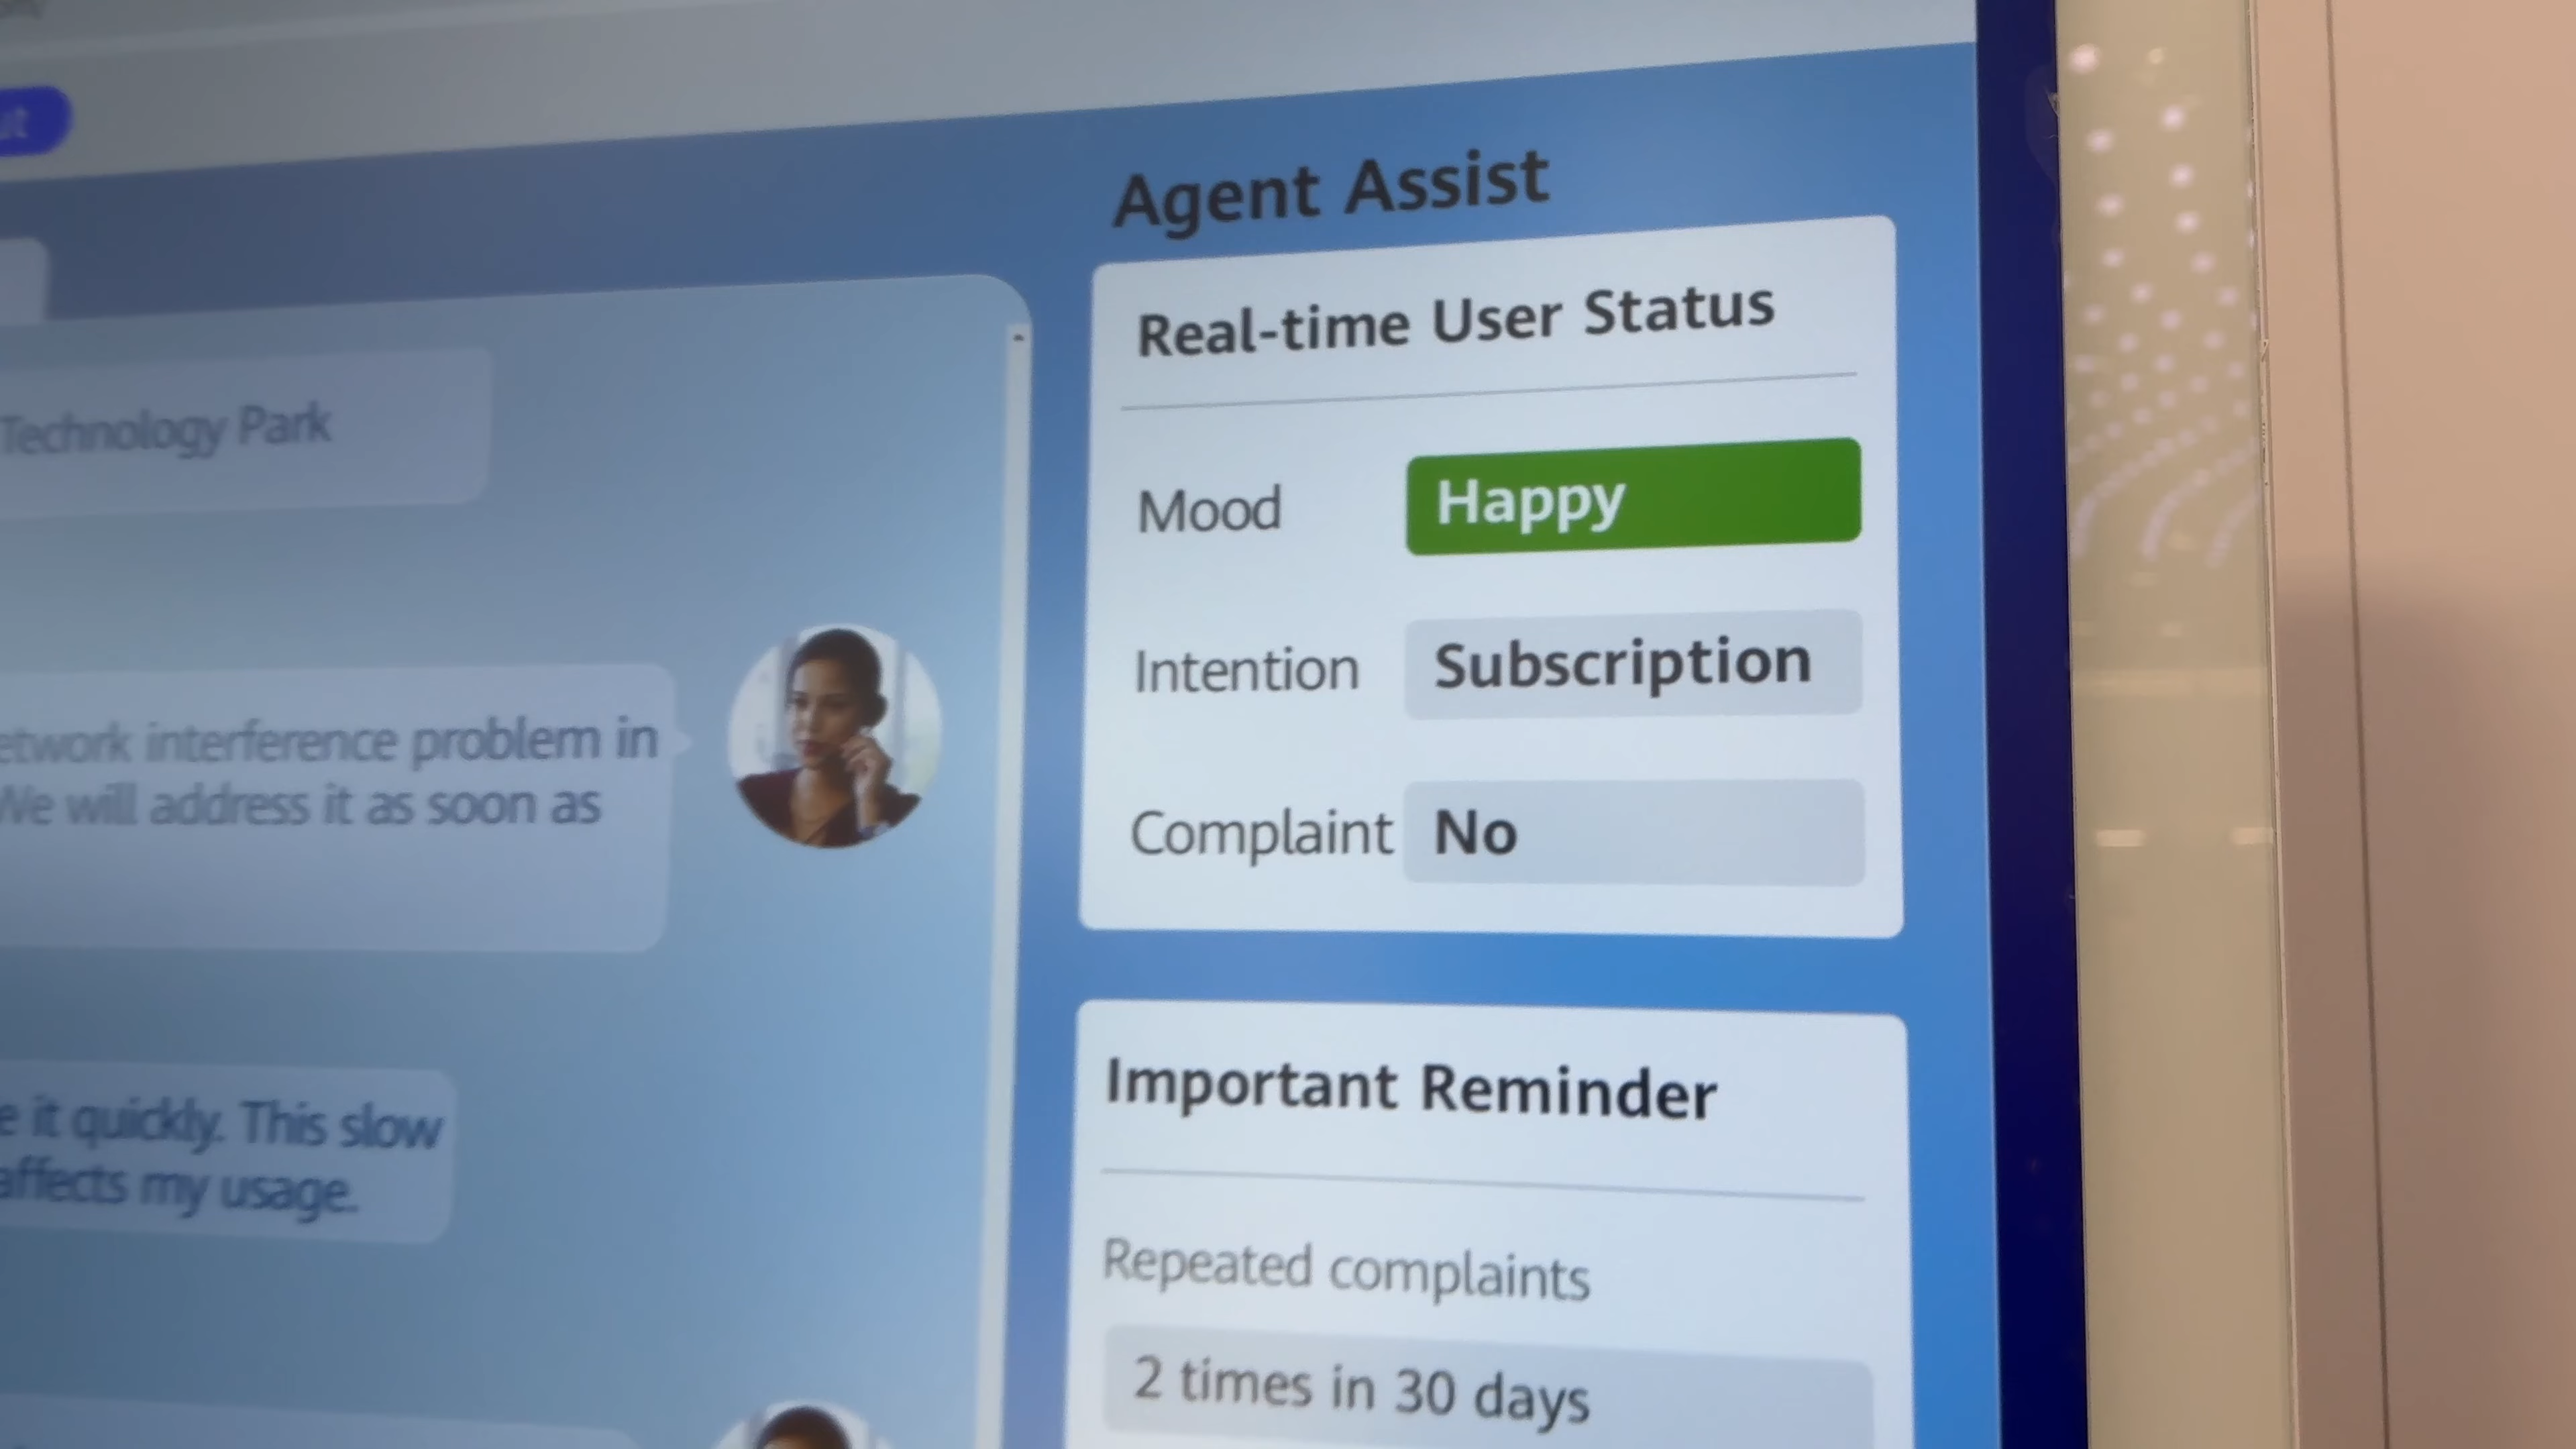 Technology Park
etwork interference problem in
We will address it as soon as
e it quickly. This slow
affects my usage.
Agent Assist
Real-time User Status
Mood Happy
Intention Subscription
Complaint No
Important Reminder
Repeated complaints
2 times in 30 days